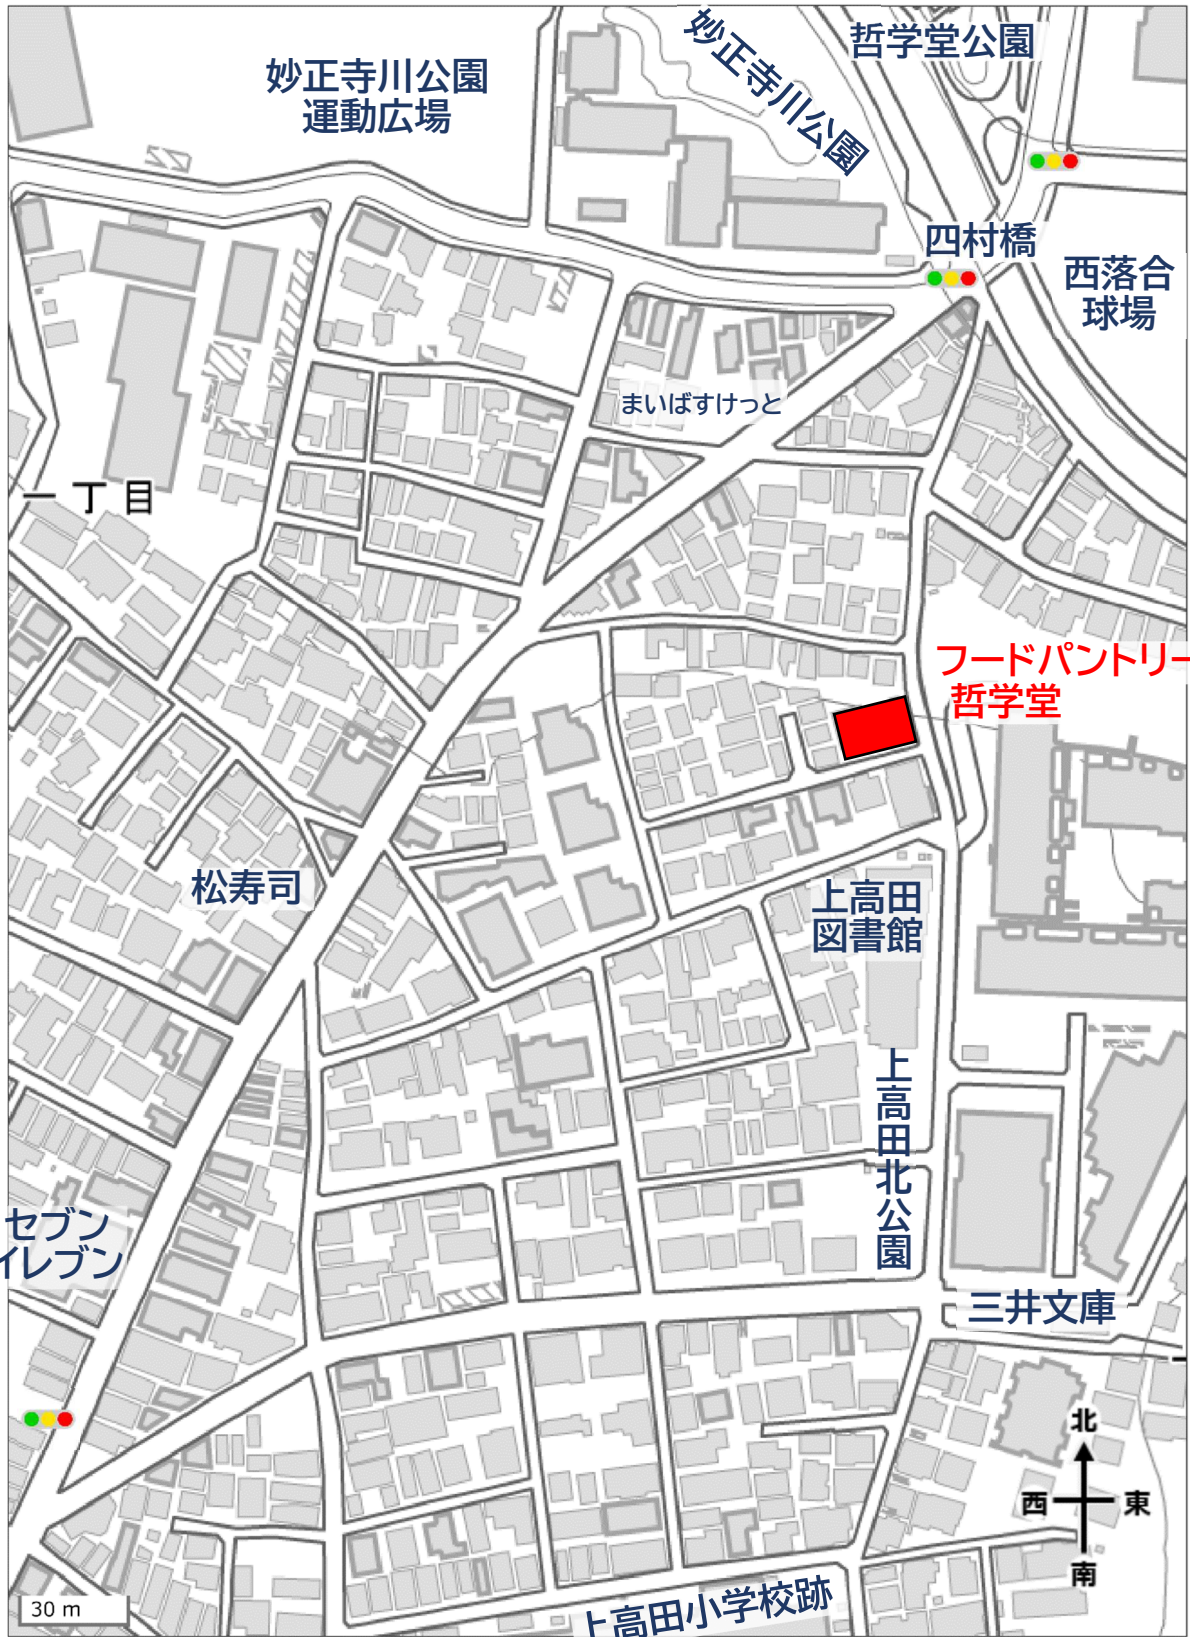 妙正寺川公園
運動広場
妙正寺川公園
哲学堂公園
四村橋
西落合
球場
まいばすけっと
一丁目
フードパントリー
哲学堂
松寿司
上高田
図書館
上高田北公園
セブン
イレブン
三井文庫
北
西
東
南
30 m
上高田小学校跡